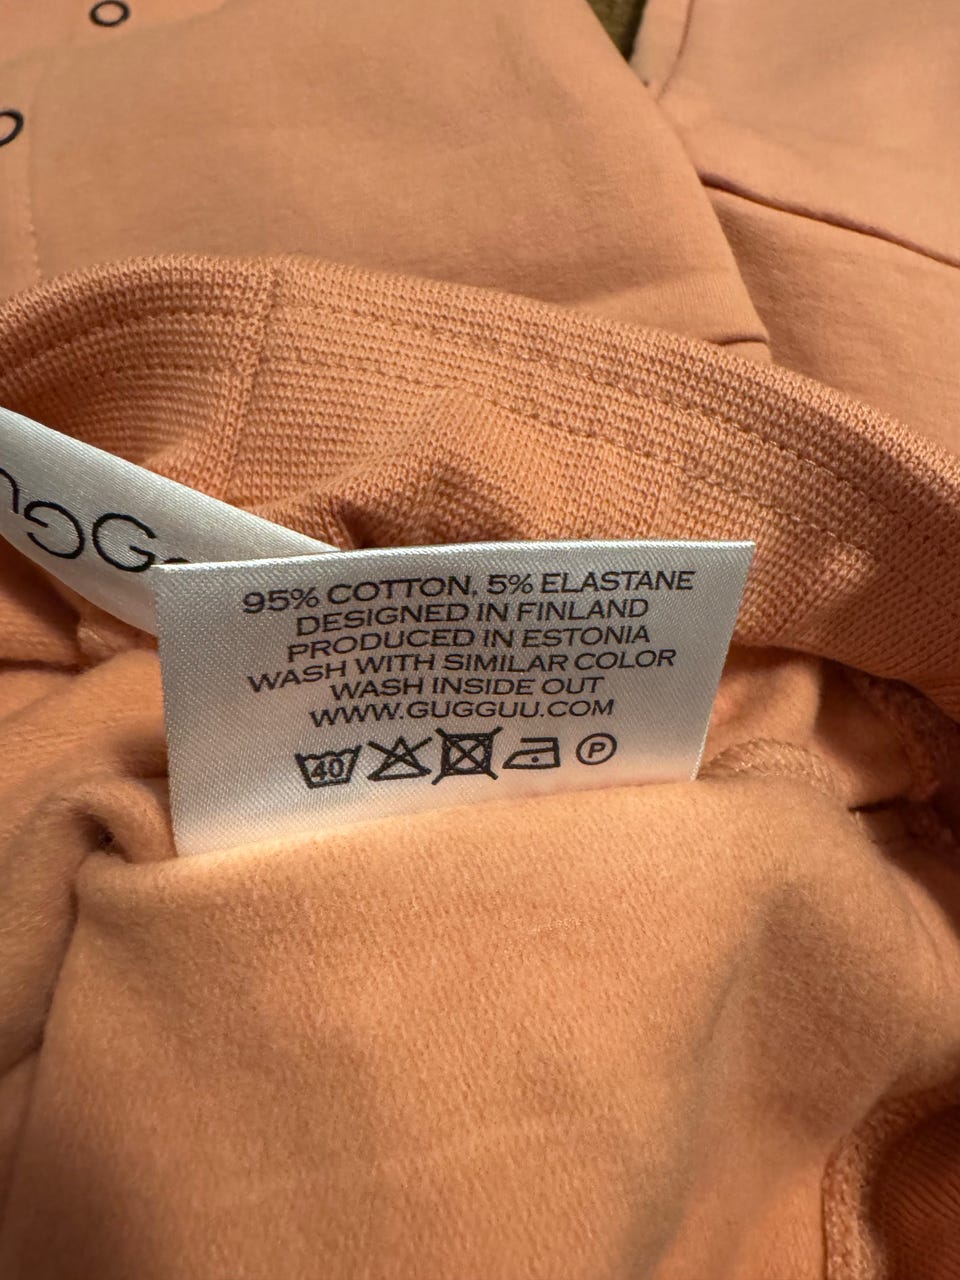 95% COTTON, 5% ELASTANE
DESIGNED IN FINLAND
PRODUCED IN ESTONIA
WASH WITH SIMILAR COLOR
WASH INSIDE OUT
WWW.GUGGUU.COM
40 P